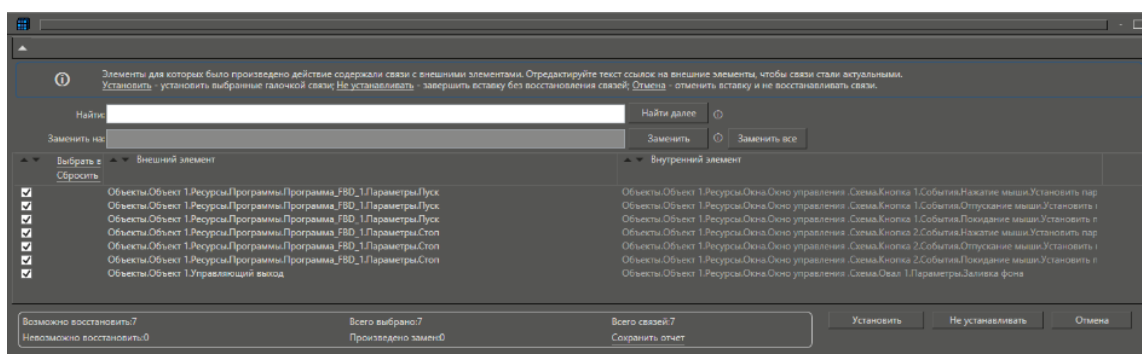 Элементы для которых было произведено действие содержали связи с внешними элементами. Отредактируйте текст ссылок на внешние элементы, чтобы связи стали актуальными.
Установить - установить выбранные галочкой связи; Не устанавливать - завершить вставку без восстановления связей; Отмена - отменить вставку и не восстанавливать связи.
Найти: Найти далее
Заменить на: Заменить Заменить все
Выбрать в Внешний элемент Внутренний элемент
Сбросить
Объекты.Объект 1.Ресурсы.Программы.Программа_FBD_1.Параметры.Пуск Объекты.Объект 1.Ресурсы.Окна.Окно управления .Схема.Кнопка 1.События.Нажатие мыши.Установить пар
Объекты.Объект 1.Ресурсы.Программы.Программа_FBD_1.Параметры.Пуск Объекты.Объект 1.Ресурсы.Окна.Окно управления .Схема.Кнопка 1.События.Отпускание мыши.Установить
Объекты.Объект 1.Ресурсы.Программы.Программа_FBD_1.Параметры.Пуск Объекты.Объект 1.Ресурсы.Окна.Окно управления .Схема.Кнопка 1.События.Покидание мыши.Установить п
Объекты.Объект 1.Ресурсы.Программы.Программа_FBD_1.Параметры.Стоп Объекты.Объект 1.Ресурсы.Окна.Окно управления .Схема.Кнопка 2.События.Нажатие мыши.Установить пар
Объекты.Объект 1.Ресурсы.Программы.Программа_FBD_1.Параметры.Стоп Объекты.Объект 1.Ресурсы.Окна.Окно управления .Схема.Кнопка 2.События.Отпускание мыши.Установить
Объекты.Объект 1.Ресурсы.Программы.Программа_FBD_1.Параметры.Стоп Объекты.Объект 1.Ресурсы.Окна.Окно управления .Схема.Кнопка 2.События.Покидание мыши.Установить п
Объекты.Объект 1.Управляющий выход Объекты.Объект 1.Ресурсы.Окна.Окно управления .Схема.Овал 1.Параметры.Заливка фона
Возможно восстановить:7 Всего выбрано:7 Всего связей:7 Установить Не устанавливать Отмена
Невозможно восстановить:0 Произведено замен:0 Сохранить отчет